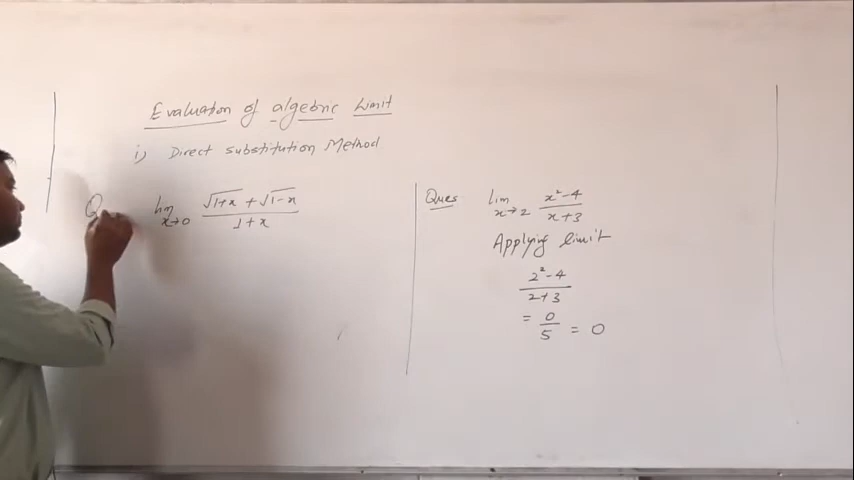 Evaluation of algebric Limit
i) Direct substitution Method
Q lim x→0 √1+x + √1-x / 1+x
Ques lim x→2 x²-4 / x+3
Applying limit
2²-4 / 2+3
= 0/5 = 0